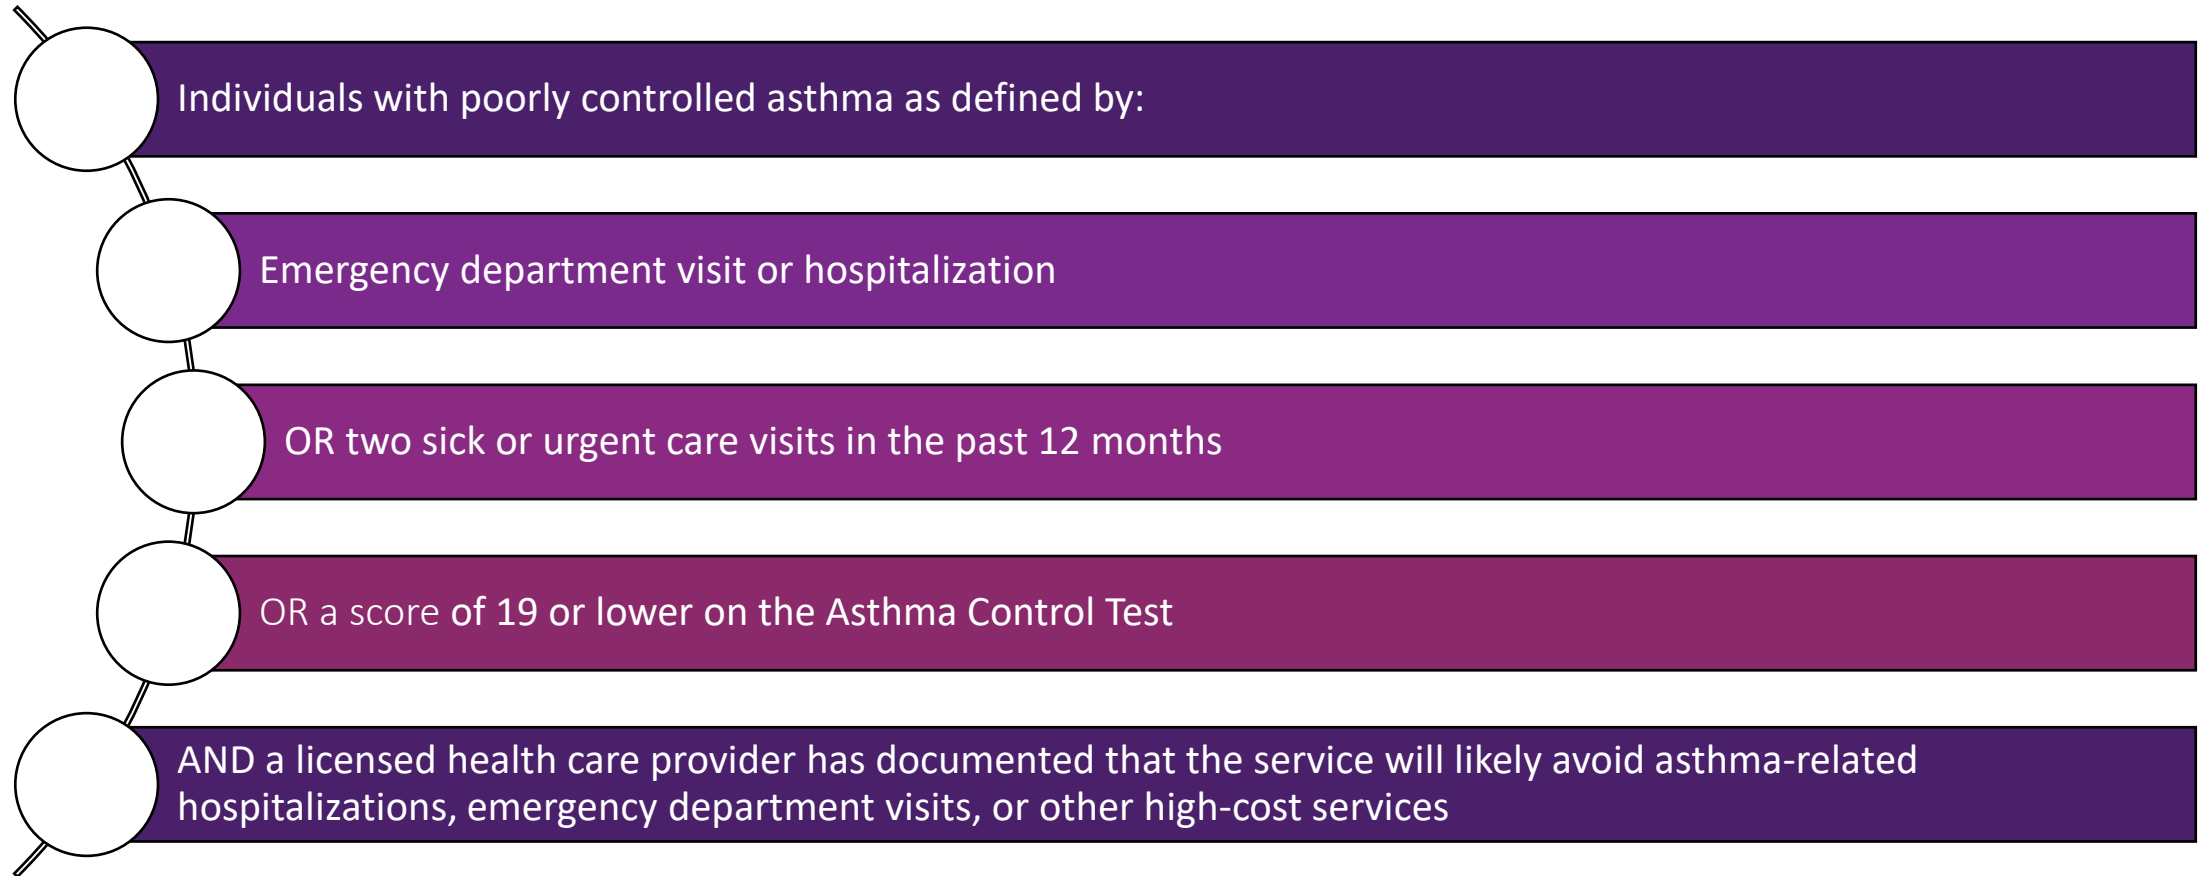 Individuals with poorly controlled asthma as defined by:
Emergency department visit or hospitalization
OR two sick or urgent care visits in the past 12 months
OR a score of 19 or lower on the Asthma Control Test
AND a licensed health care provider has documented that the service will likely avoid asthma-related
hospitalizations, emergency department visits, or other high-cost services